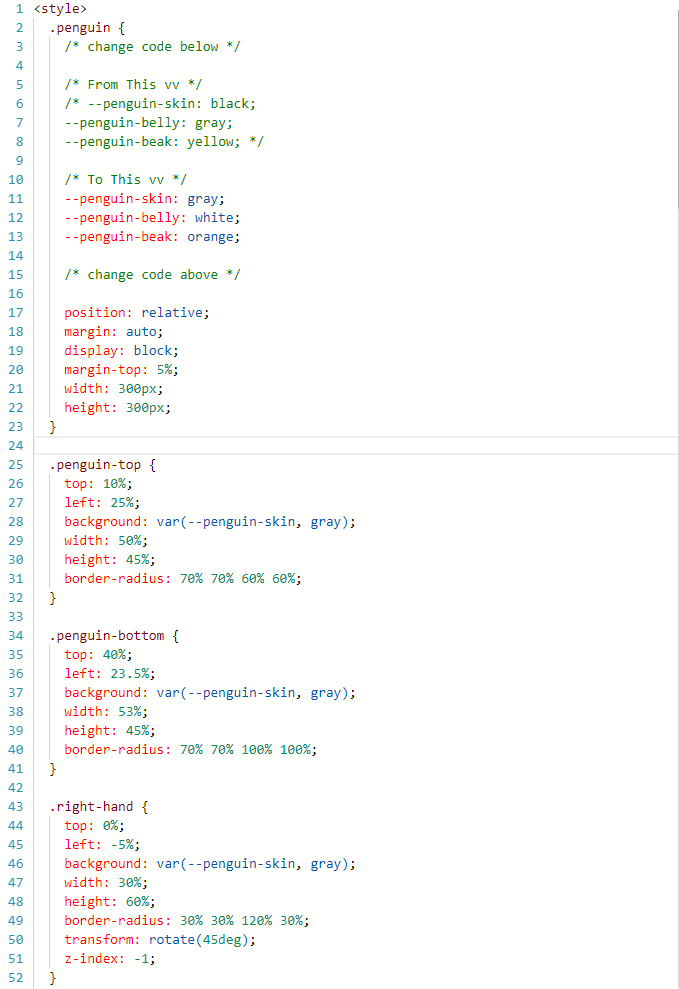 1 <style>
2 .penguin {
3 /* change code below */
4
5 /* From This vv */
6 /* --penguin-skin: black;
7 --penguin-belly: gray;
8 --penguin-beak: yellow; */
9
10 /* To This vv */
11 --penguin-skin: gray;
12 --penguin-belly: white;
13 --penguin-beak: orange;
14
15 /* change code above */
16
17 position: relative;
18 margin: auto;
19 display: block;
20 margin-top: 5%;
21 width: 300px;
22 height: 300px;
23 }
24
25 .penguin-top {
26 top: 10%;
27 left: 25%;
28 background: var(--penguin-skin, gray);
29 width: 50%;
30 height: 45%;
31 border-radius: 70% 70% 60% 60%;
32 }
33
34 .penguin-bottom {
35 top: 40%;
36 left: 23.5%;
37 background: var(--penguin-skin, gray);
38 width: 53%;
39 height: 45%;
40 border-radius: 70% 70% 100% 100%;
41 }
42
43 .right-hand {
44 top: 0%;
45 left: -5%;
46 background: var(--penguin-skin, gray);
47 width: 30%;
48 height: 60%;
49 border-radius: 30% 30% 120% 30%;
50 transform: rotate(45deg);
51 z-index: -1;
52 }